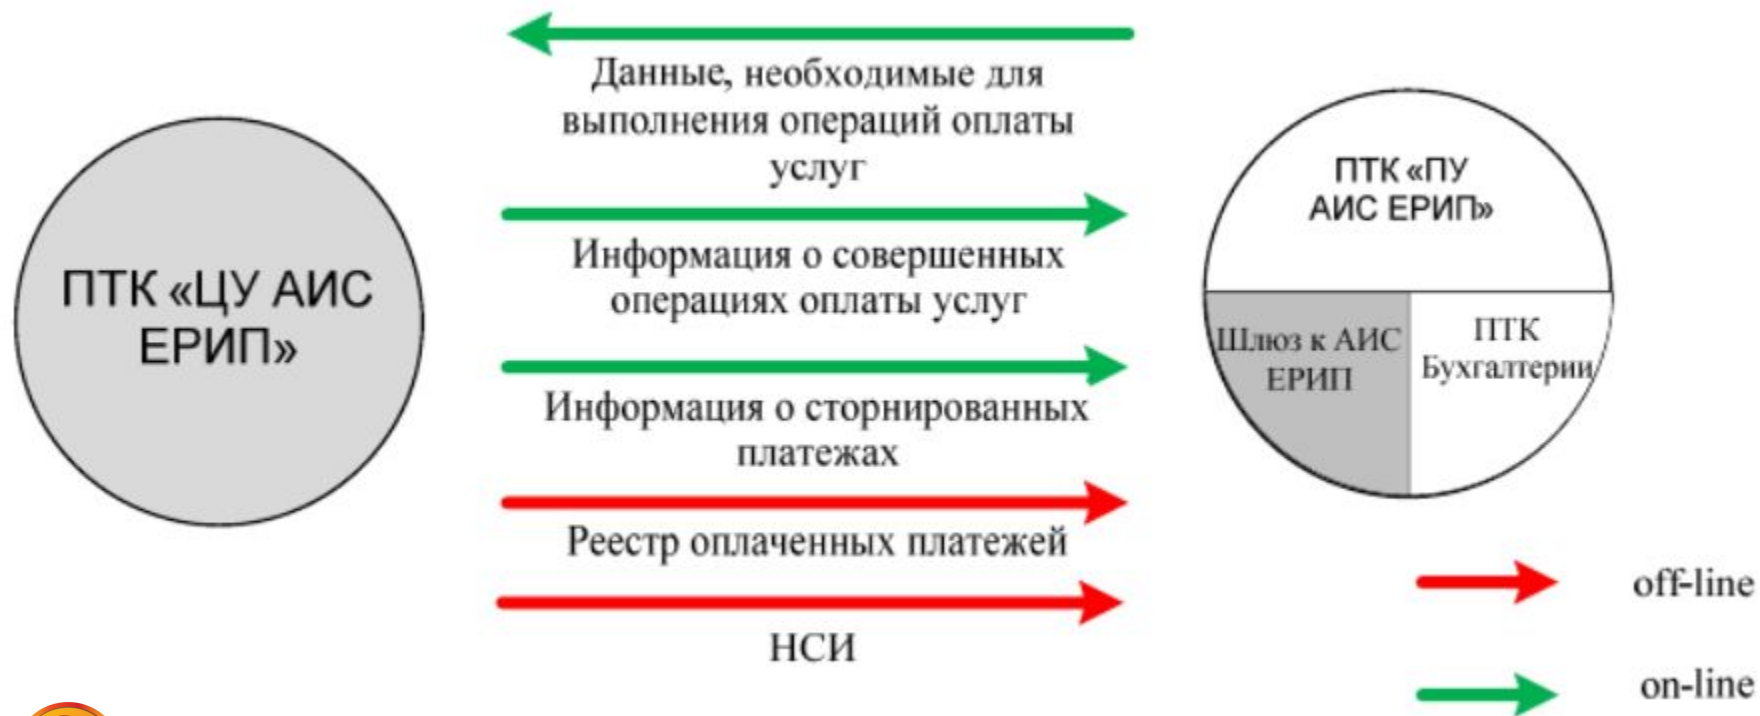 Данные, необходимые для
выполнения операций оплаты
услуг
ПТК «ЦУ АИС
ЕРИП»
Информация о совершенных
операциях оплаты услуг
Информация о сторнированных
платежах
Реестр оплаченных платежей
НСИ
ПТК «ПУ
АИС ЕРИП»
Шлюз к АИС
ЕРИП
ПТК
Бухгалтерии
off-line
on-line